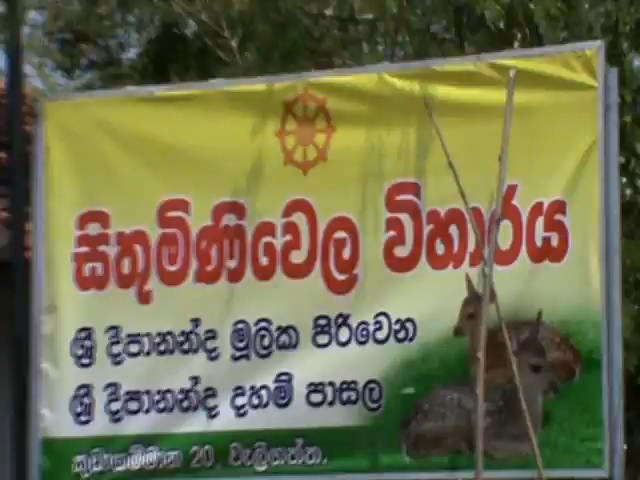 සිතුමිණිවෙල විහාරය
ශ්‍රී දීපානන්ද මූලික පිරිවෙන
ශ්‍රී දීපානන්ද දහම් පාසල
20, වැලිගත්ත.